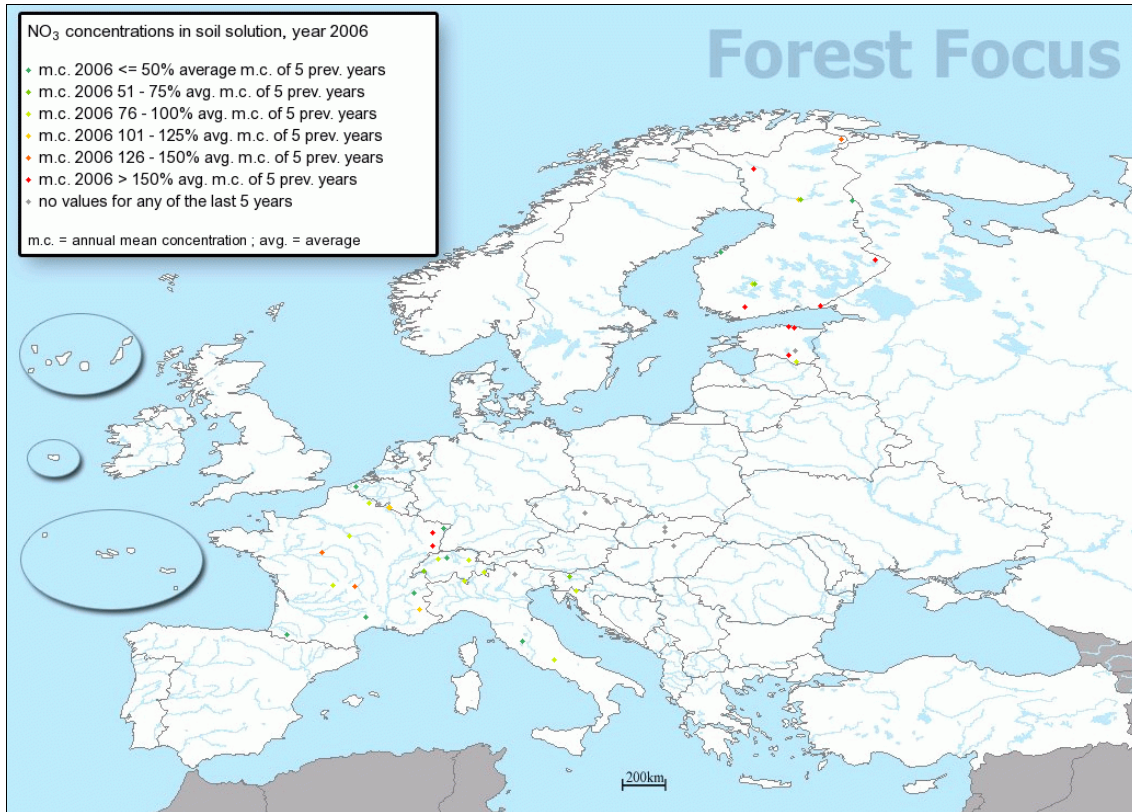 NO3 concentrations in soil solution, year 2006
m.c. 2006 <= 50% average m.c. of 5 prev. years
m.c. 2006 51 - 75% avg. m.c. of 5 prev. years
m.c. 2006 76 - 100% avg. m.c. of 5 prev. years
m.c. 2006 101 - 125% avg. m.c. of 5 prev. years
m.c. 2006 126 - 150% avg. m.c. of 5 prev. years
m.c. 2006 > 150% avg. m.c. of 5 prev. years
no values for any of the last 5 years
m.c. = annual mean concentration ; avg. = average
Forest Focus
200km